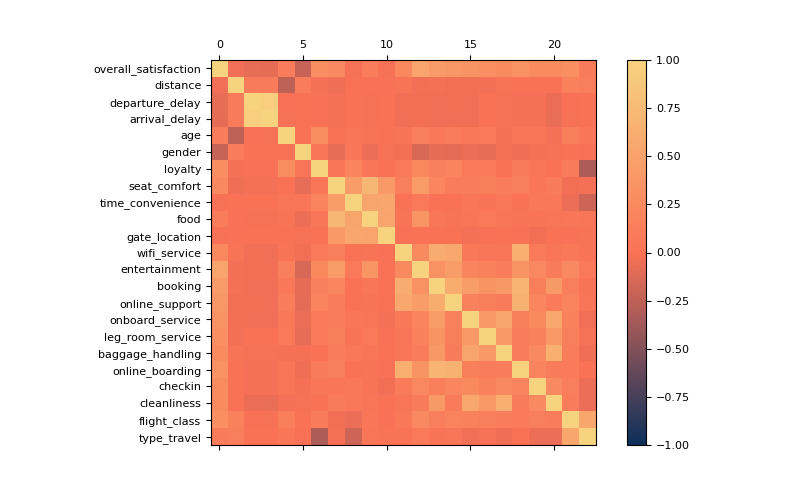 0 5 10 15 20
overall_satisfaction
distance
departure_delay
arrival_delay
age
gender
loyalty
seat_comfort
time_convenience
food
gate_location
wifi_service
entertainment
booking
online_support
onboard_service
leg_room_service
baggage_handling
online_boarding
checkin
cleanliness
flight_class
type_travel
1.00
0.75
0.50
0.25
0.00
−0.25
−0.50
−0.75
−1.00